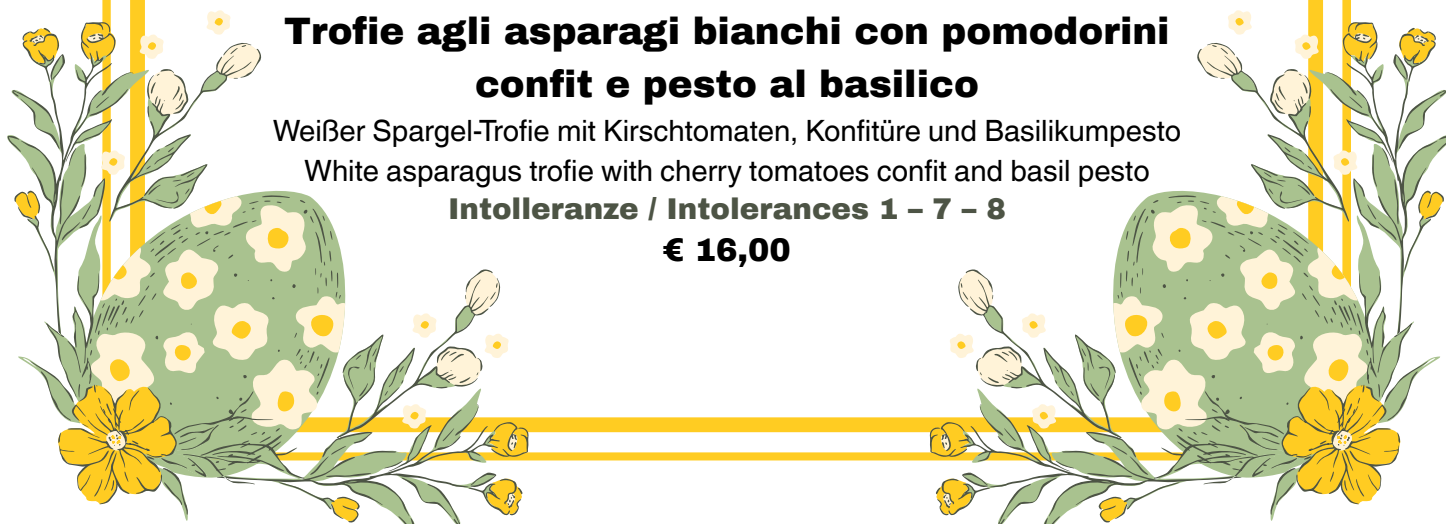 Trofie agli asparagi bianchi con pomodorini
confit e pesto al basilico
Weißer Spargel-Trofie mit Kirschtomaten, Konfitüre und Basilikumpesto
White asparagus trofie with cherry tomatoes confit and basil pesto
Intolleranze / Intolerances 1 – 7 – 8
€ 16,00